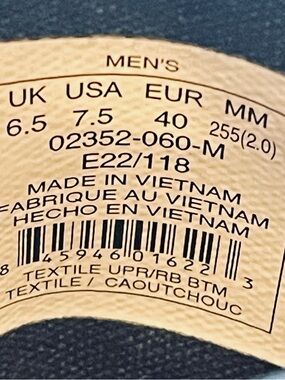 MEN'S
UK USA EUR MM
6.5 7.5 40 255(2.0)
02352-060-M
E22/118
MADE IN VIETNAM
FABRIQUE AU VIETNAM
HECHO EN VIETNAM
8 45946 01622 3
TEXTILE UPR/RB BTM
TEXTILE / CAOUTCHOUC